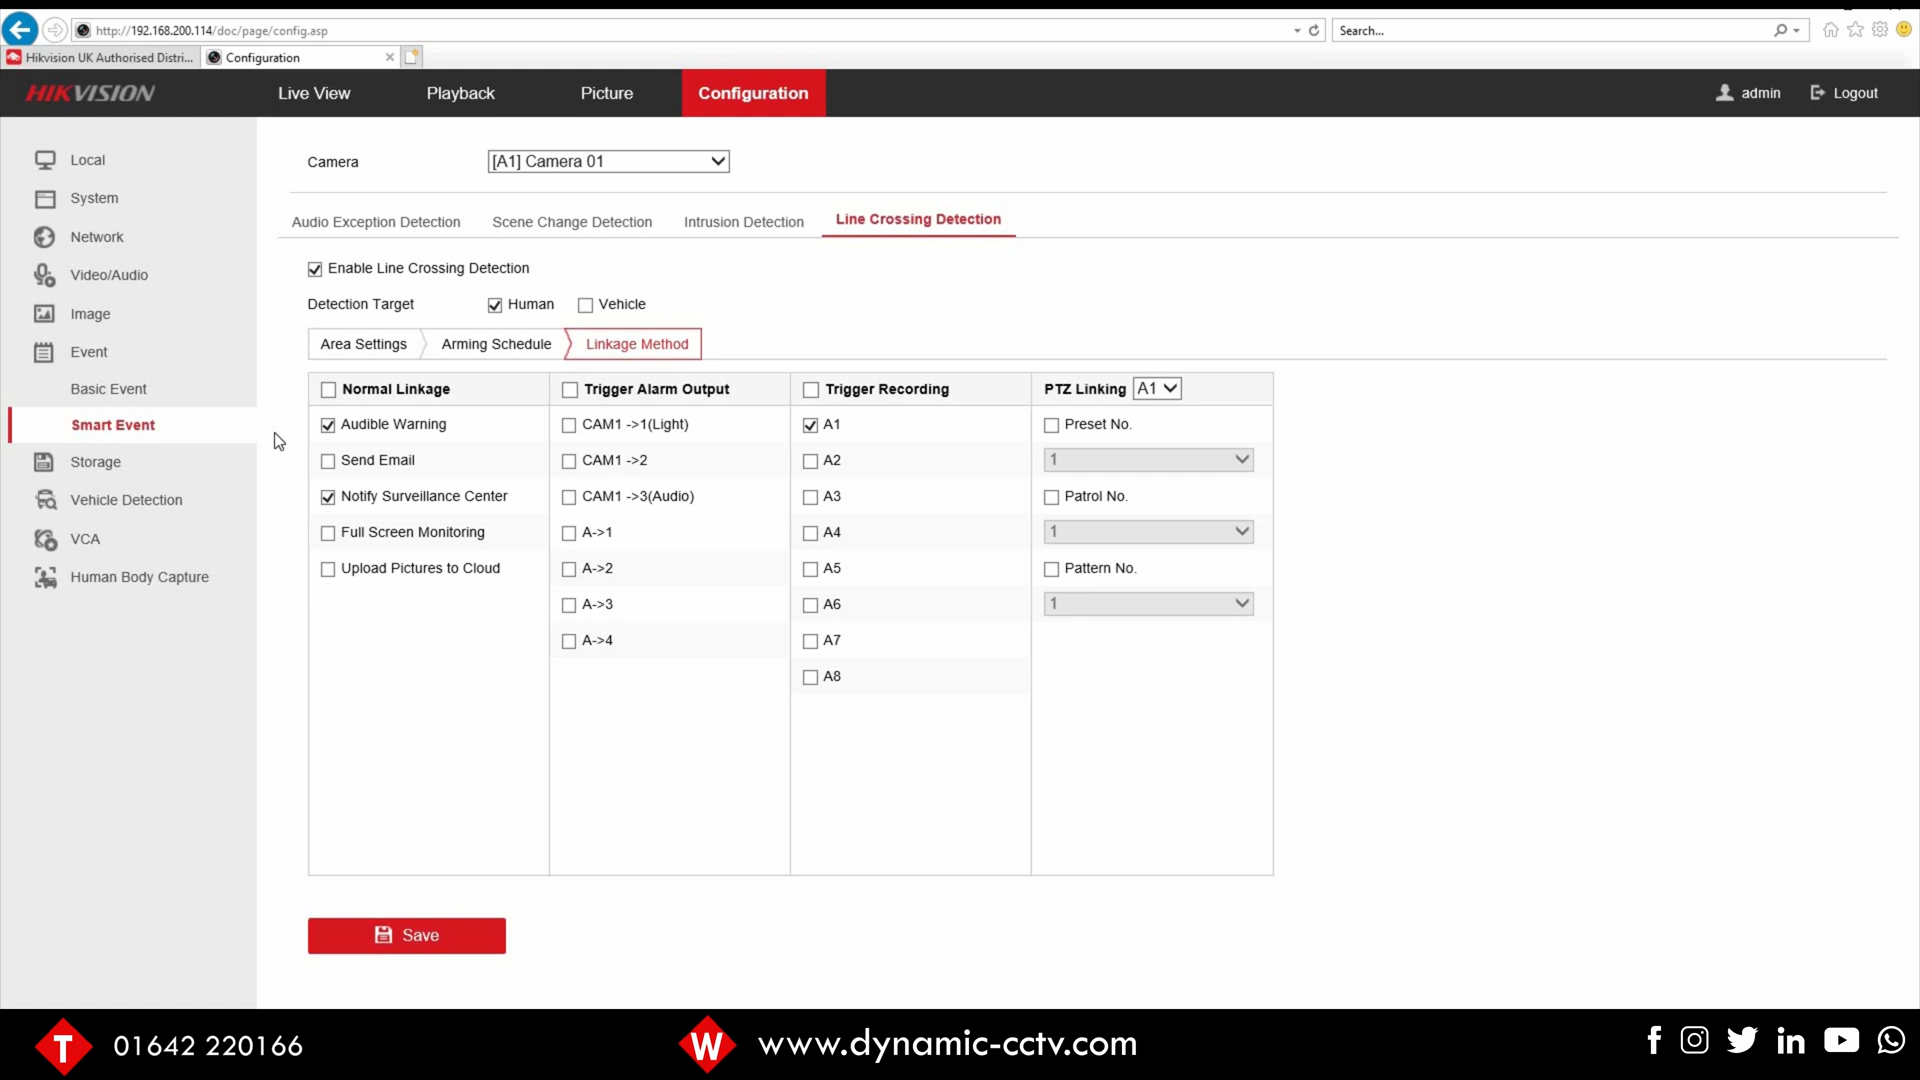 http://192.168.200.114/doc/page/config.asp
Search...
Hikvision UK Authorised Distri...
Configuration
HIKVISION
Live View
Playback
Picture
Configuration
admin
Logout
Local
System
Network
Video/Audio
Image
Event
Basic Event
Smart Event
Storage
Vehicle Detection
VCA
Human Body Capture
Camera
[A1] Camera 01
Audio Exception Detection
Scene Change Detection
Intrusion Detection
Line Crossing Detection
Enable Line Crossing Detection
Detection Target
Human
Vehicle
Area Settings
Arming Schedule
Linkage Method
Normal Linkage
Trigger Alarm Output
Trigger Recording
PTZ Linking
A1
Audible Warning
CAM1 ->1(Light)
A1
Preset No.
Send Email
CAM1 ->2
A2
1
Notify Surveillance Center
CAM1 ->3(Audio)
A3
Patrol No.
Full Screen Monitoring
A->1
A4
1
Upload Pictures to Cloud
A->2
A5
Pattern No.
A->3
A6
1
A->4
A7
A8
Save
T
01642 220166
W
www.dynamic-cctv.com